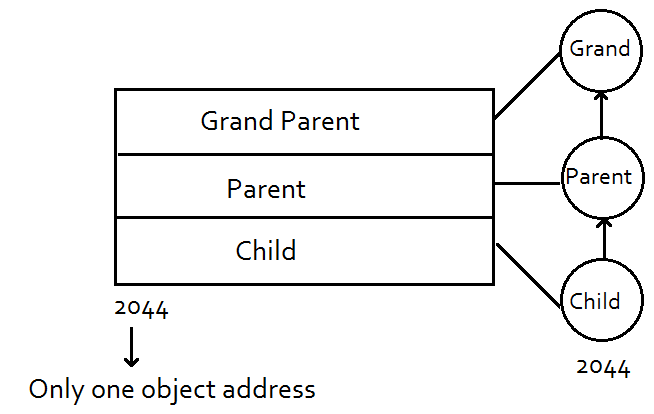 Grand
Grand Parent
Parent
Parent
Child
Child
2044
2044
Only one object address